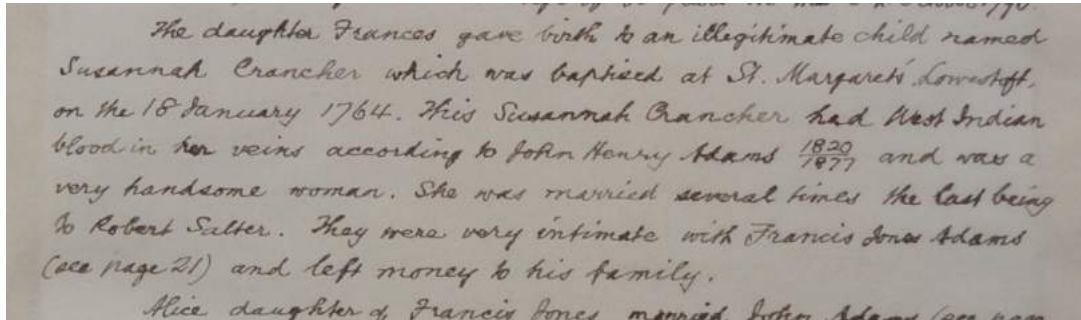 The daughter Frances gave birth to an illegitimate child named
Susannah Crancher which was baptised at St. Margaret's Lowestoft.
on the 18 January 1764. This Susannah Crancher had West Indian
blood in her veins according to John Henry Adams 1820/1877 and was a
very handsome woman. She was married several times the last being
to Robert Salter. They were very intimate with Francis Jones Adams
(see page 21) and left money to his family.
Alice daughter of Francis Jones married John Adams (see page